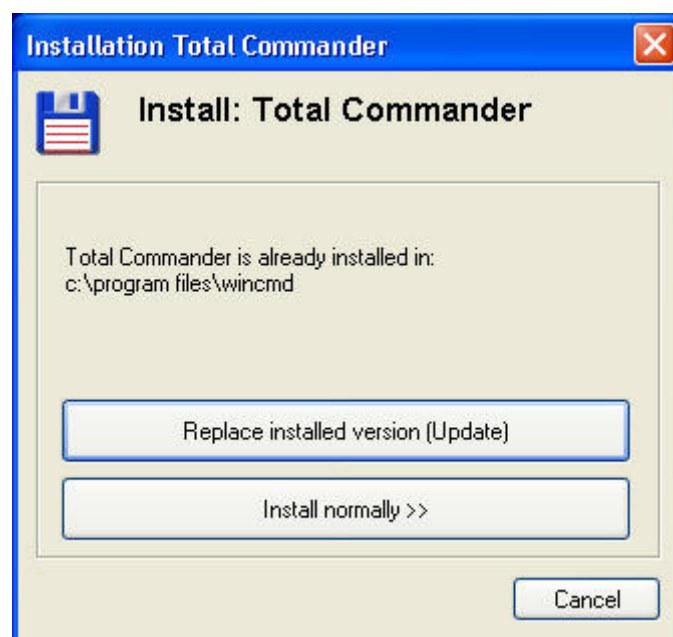 Installation Total Commander
Install: Total Commander
Total Commander is already installed in:
c:\program files\wincmd
Replace installed version (Update)
Install normally >>
Cancel